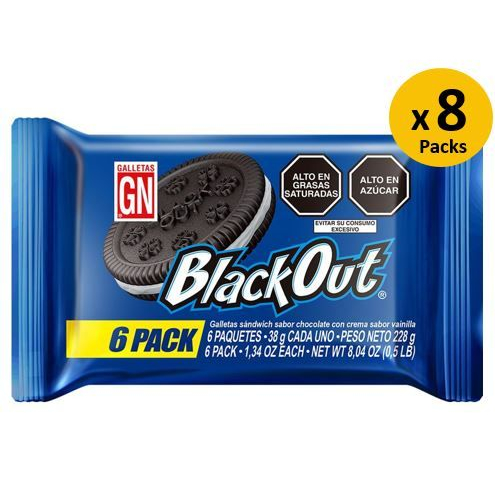 x 8
Packs
GALLETAS
GN
ALTO EN
GRASAS
SATURADAS
ALTO EN
AZÚCAR
EVITAR SU CONSUMO
EXCESIVO
BlackOut
®
Galletas sándwich sabor chocolate con crema sabor vainilla
6 PACK
6 PAQUETES - 38 g CADA UNO - PESO NETO 228 g
6 PACK - 1,34 OZ EACH - NET WT 8,04 OZ (0,5 LB)